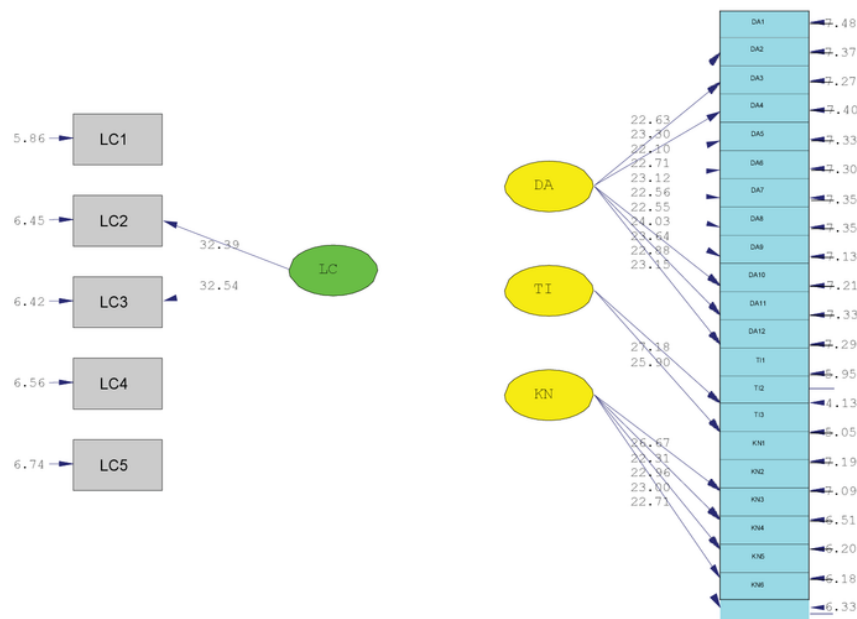 5.86
LC1
6.45
LC2
6.42
LC3
6.56
LC4
6.74
LC5
32.39
32.54
LC
DA
TI
KN
22.63
23.30
22.10
22.71
23.12
22.56
22.55
24.03
23.64
22.88
23.15
27.18
25.90
26.67
22.31
22.96
23.00
22.71
DA1
DA2
DA3
DA4
DA5
DA6
DA7
DA8
DA9
DA10
DA11
DA12
TI1
TI2
TI3
KN1
KN2
KN3
KN4
KN5
KN6
7.48
7.37
7.27
7.40
7.33
7.30
7.35
7.35
7.13
7.21
7.33
7.29
5.95
4.13
5.05
7.19
7.09
6.51
6.20
6.18
6.33